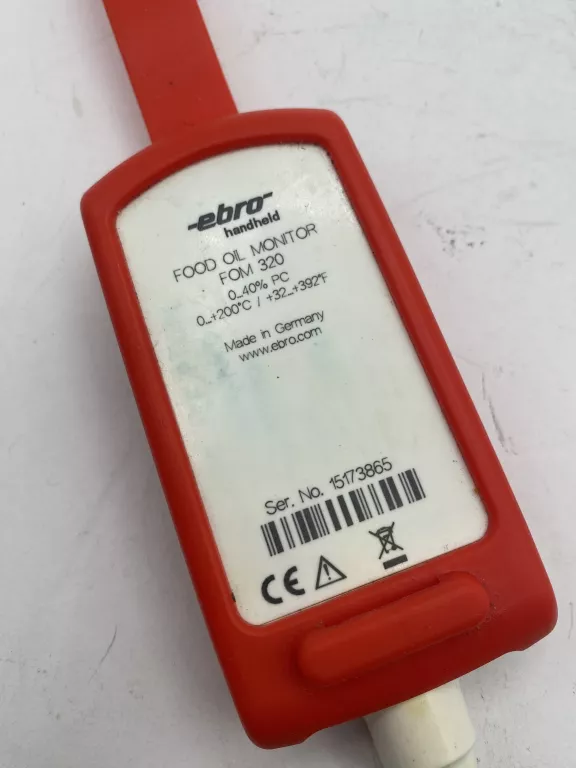 -ebro-
handheld
FOOD OIL MONITOR
FOM 320
0...40% PC
0...+200°C / +32...+392°F
Made in Germany
www.ebro.com
Ser. No. 15173865
CE